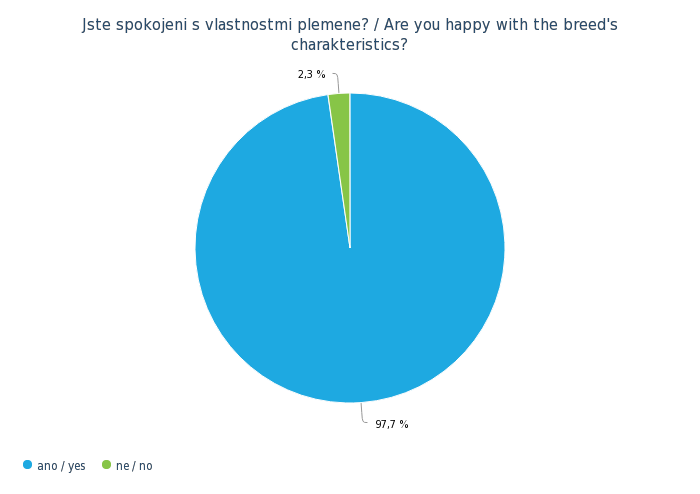 Jste spokojeni s vlastnostmi plemene? / Are you happy with the breed's
charakteristics?
2,3 %
97,7 %
ano / yes
ne / no